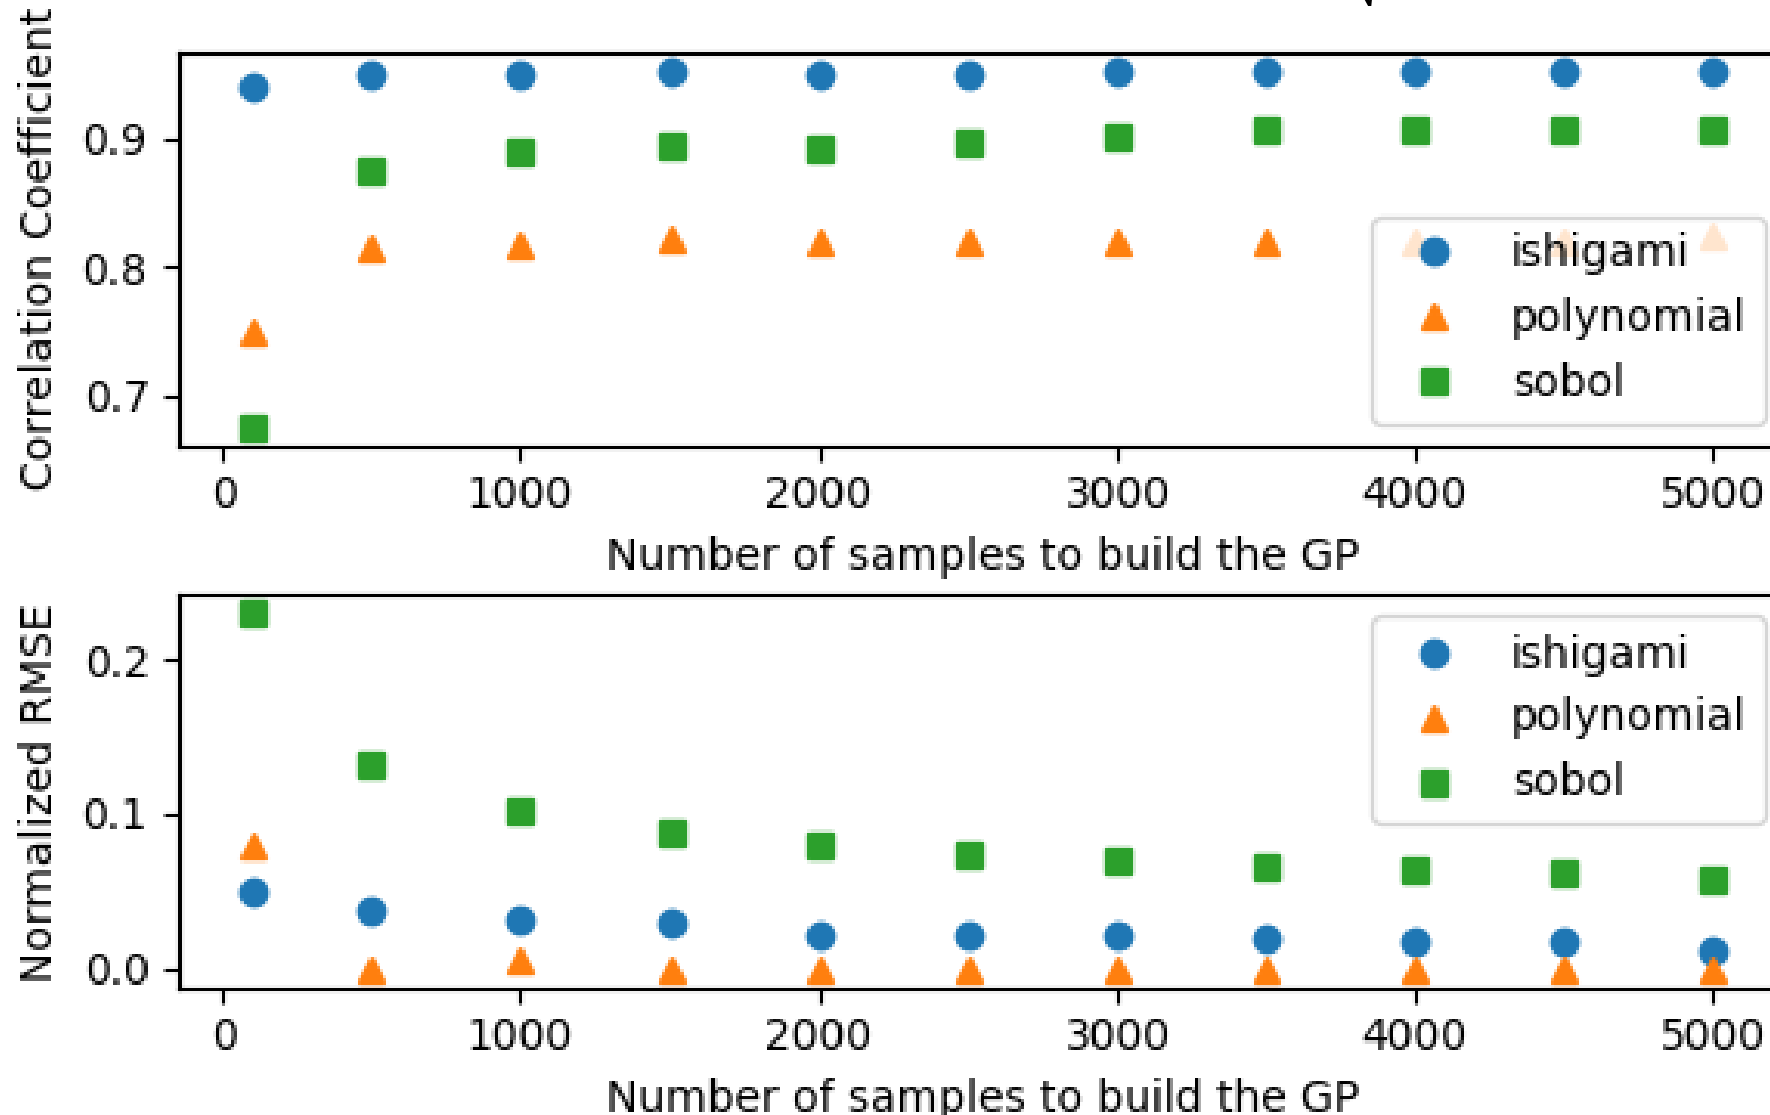 Correlation Coefficient
0.9
0.8
0.7
ishigami
polynomial
sobol
0 1000 2000 3000 4000 5000
Number of samples to build the GP
Normalized RMSE
0.2
0.1
0.0
ishigami
polynomial
sobol
0 1000 2000 3000 4000 5000
Number of samples to build the GP